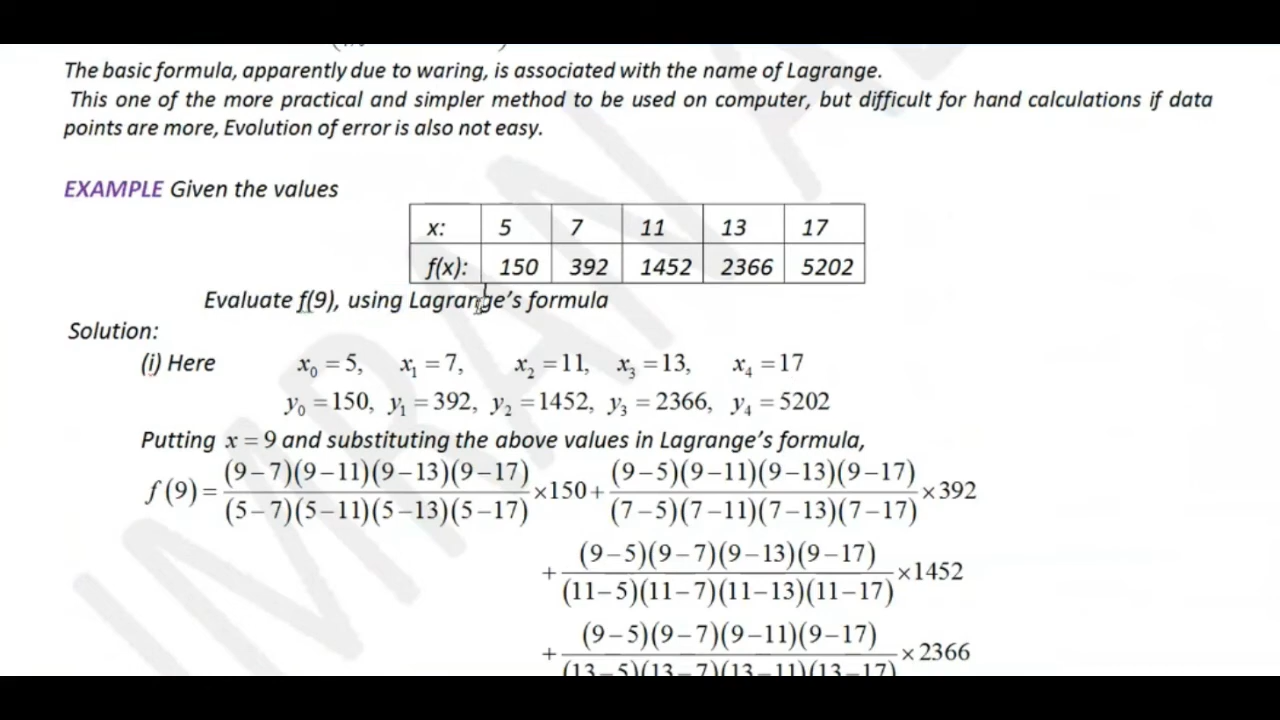 The basic formula, apparently due to waring, is associated with the name of Lagrange.
This one of the more practical and simpler method to be used on computer, but difficult for hand calculations if data
points are more, Evolution of error is also not easy.
EXAMPLE Given the values
x: 5 7 11 13 17
f(x): 150 392 1452 2366 5202
Evaluate f(9), using Lagrange's formula
Solution:
(i) Here x₀ = 5, x₁ = 7, x₂ = 11, x₃ = 13, x₄ = 17
y₀ = 150, y₁ = 392, y₂ = 1452, y₃ = 2366, y₄ = 5202
Putting x = 9 and substituting the above values in Lagrange's formula,
f(9) = (9−7)(9−11)(9−13)(9−17)/(5−7)(5−11)(5−13)(5−17) ×150 + (9−5)(9−11)(9−13)(9−17)/(7−5)(7−11)(7−13)(7−17) ×392
+ (9−5)(9−7)(9−13)(9−17)/(11−5)(11−7)(11−13)(11−17) ×1452
+ (9−5)(9−7)(9−11)(9−17)/(13−5)(13−7)(13−11)(13−17) ×2366